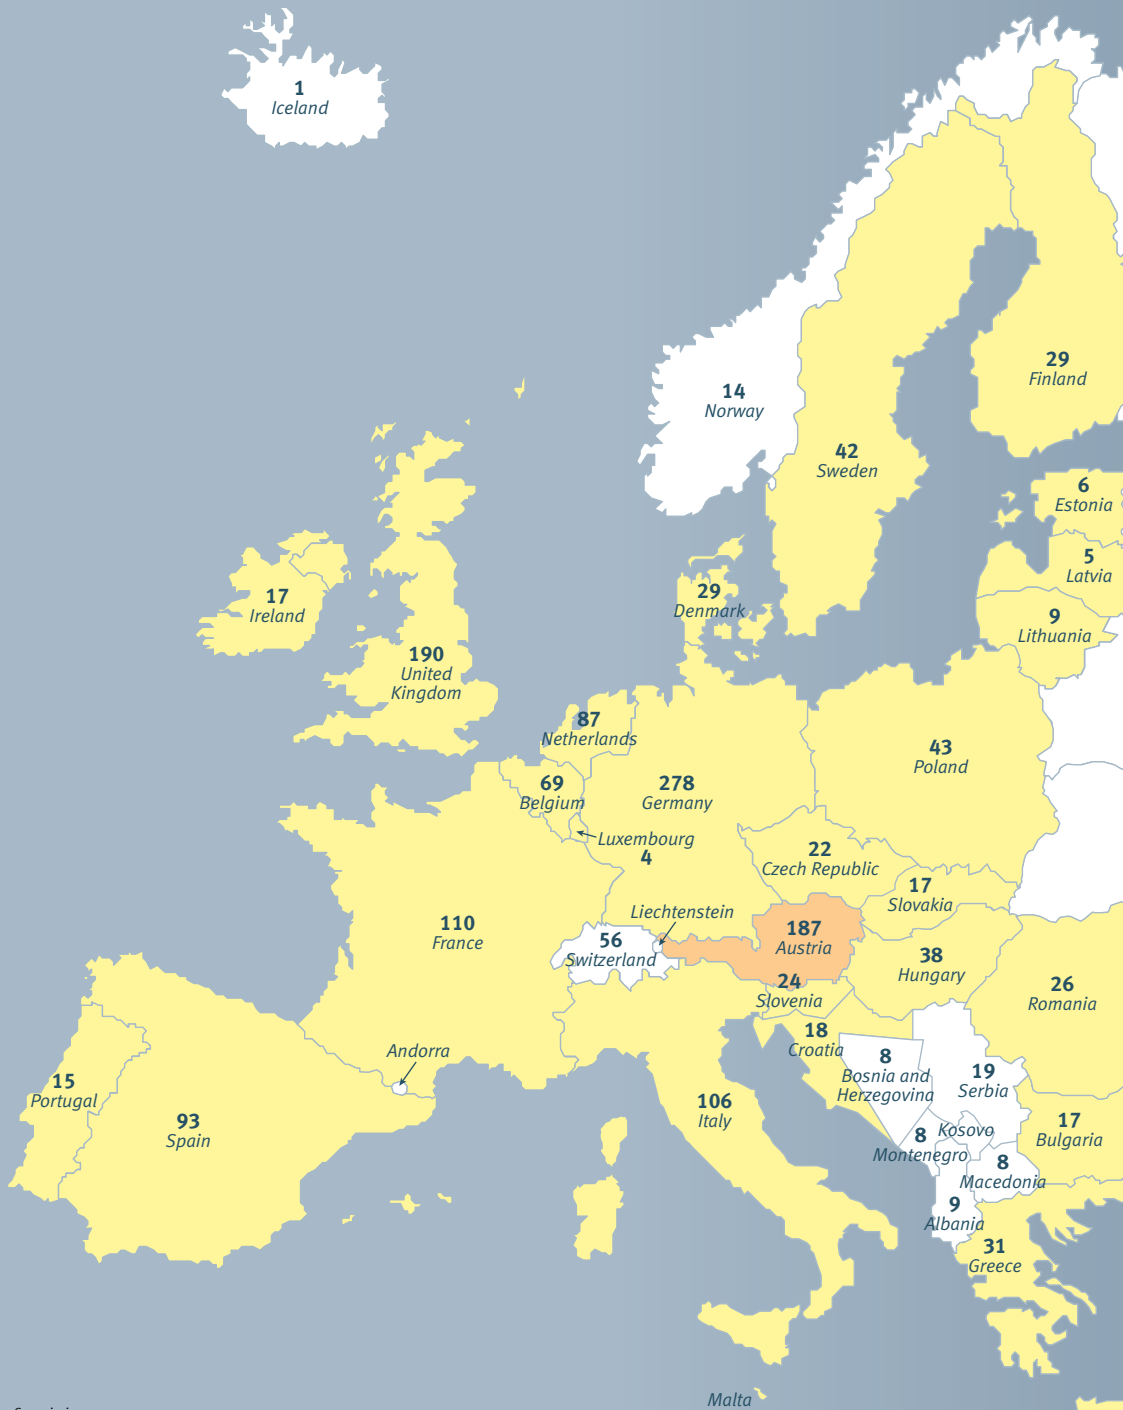 1
Iceland
14
Norway
29
Finland
42
Sweden
6
Estonia
5
Latvia
9
Lithuania
17
Ireland
29
Denmark
190
United
Kingdom
87
Netherlands
43
Poland
69
Belgium
278
Germany
Luxembourg
4
22
Czech Republic
17
Slovakia
110
France
Liechtenstein
56
Switzerland
187
Austria
38
Hungary
24
Slovenia
26
Romania
18
Croatia
Andorra
8
Bosnia and
Herzegovina
19
Serbia
15
Portugal
93
Spain
106
Italy
8
Montenegro
Kosovo
17
Bulgaria
8
Macedonia
9
Albania
31
Greece
Malta